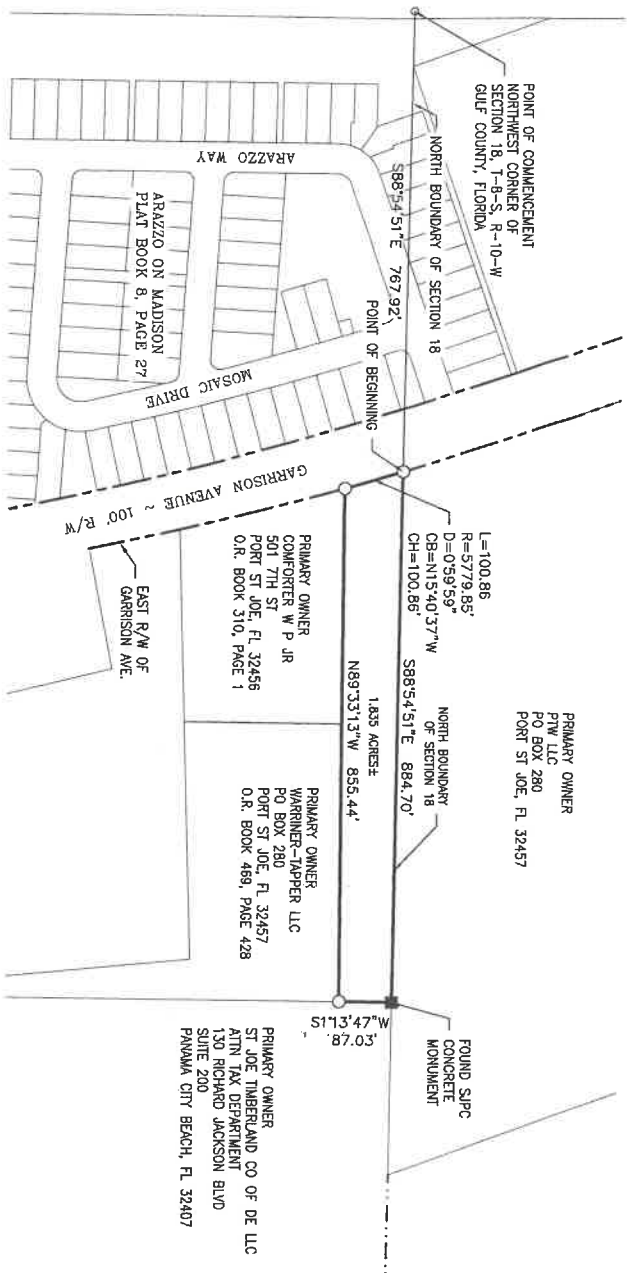 POINT OF COMMENCEMENT
NORTHWEST CORNER OF
SECTION 18, T-8-S, R-10-W
GULF COUNTY, FLORIDA
NORTH BOUNDARY OF SECTION 18
S88°54'51"E 767.92'
POINT OF BEGINNING
ARAZZO WAY
ARAZZO ON MADISON
PLAT BOOK 8, PAGE 27
MOSAIC DRIVE
GARRISON AVENUE ~ 100' R/W
EAST R/W OF
GARRISON AVE.
L=100.86
R=5779.85'
D=0°59'59"
CB=N15°40'37"W
CH=100.86'
PRIMARY OWNER
PTW LLC
PO BOX 280
PORT ST JOE, FL 32457
NORTH BOUNDARY
OF SECTION 18
S88°54'51"E 884.70'
1.835 ACRES±
N89°33'13"W 855.44'
PRIMARY OWNER
COMFORTER W P JR
501 7TH ST
PORT ST JOE, FL 32456
O.R. BOOK 310, PAGE 1
PRIMARY OWNER
WARRINER-TAPPER LLC
PO BOX 280
PORT ST JOE, FL 32457
O.R. BOOK 469, PAGE 428
FOUND SJPC
CONCRETE
MONUMENT
S1°13'47"W
87.03'
PRIMARY OWNER
ST JOE TIMBERLAND CO OF DE LLC
ATTN TAX DEPARTMENT
130 RICHARD JACKSON BLVD
SUITE 200
PANAMA CITY BEACH, FL 32407